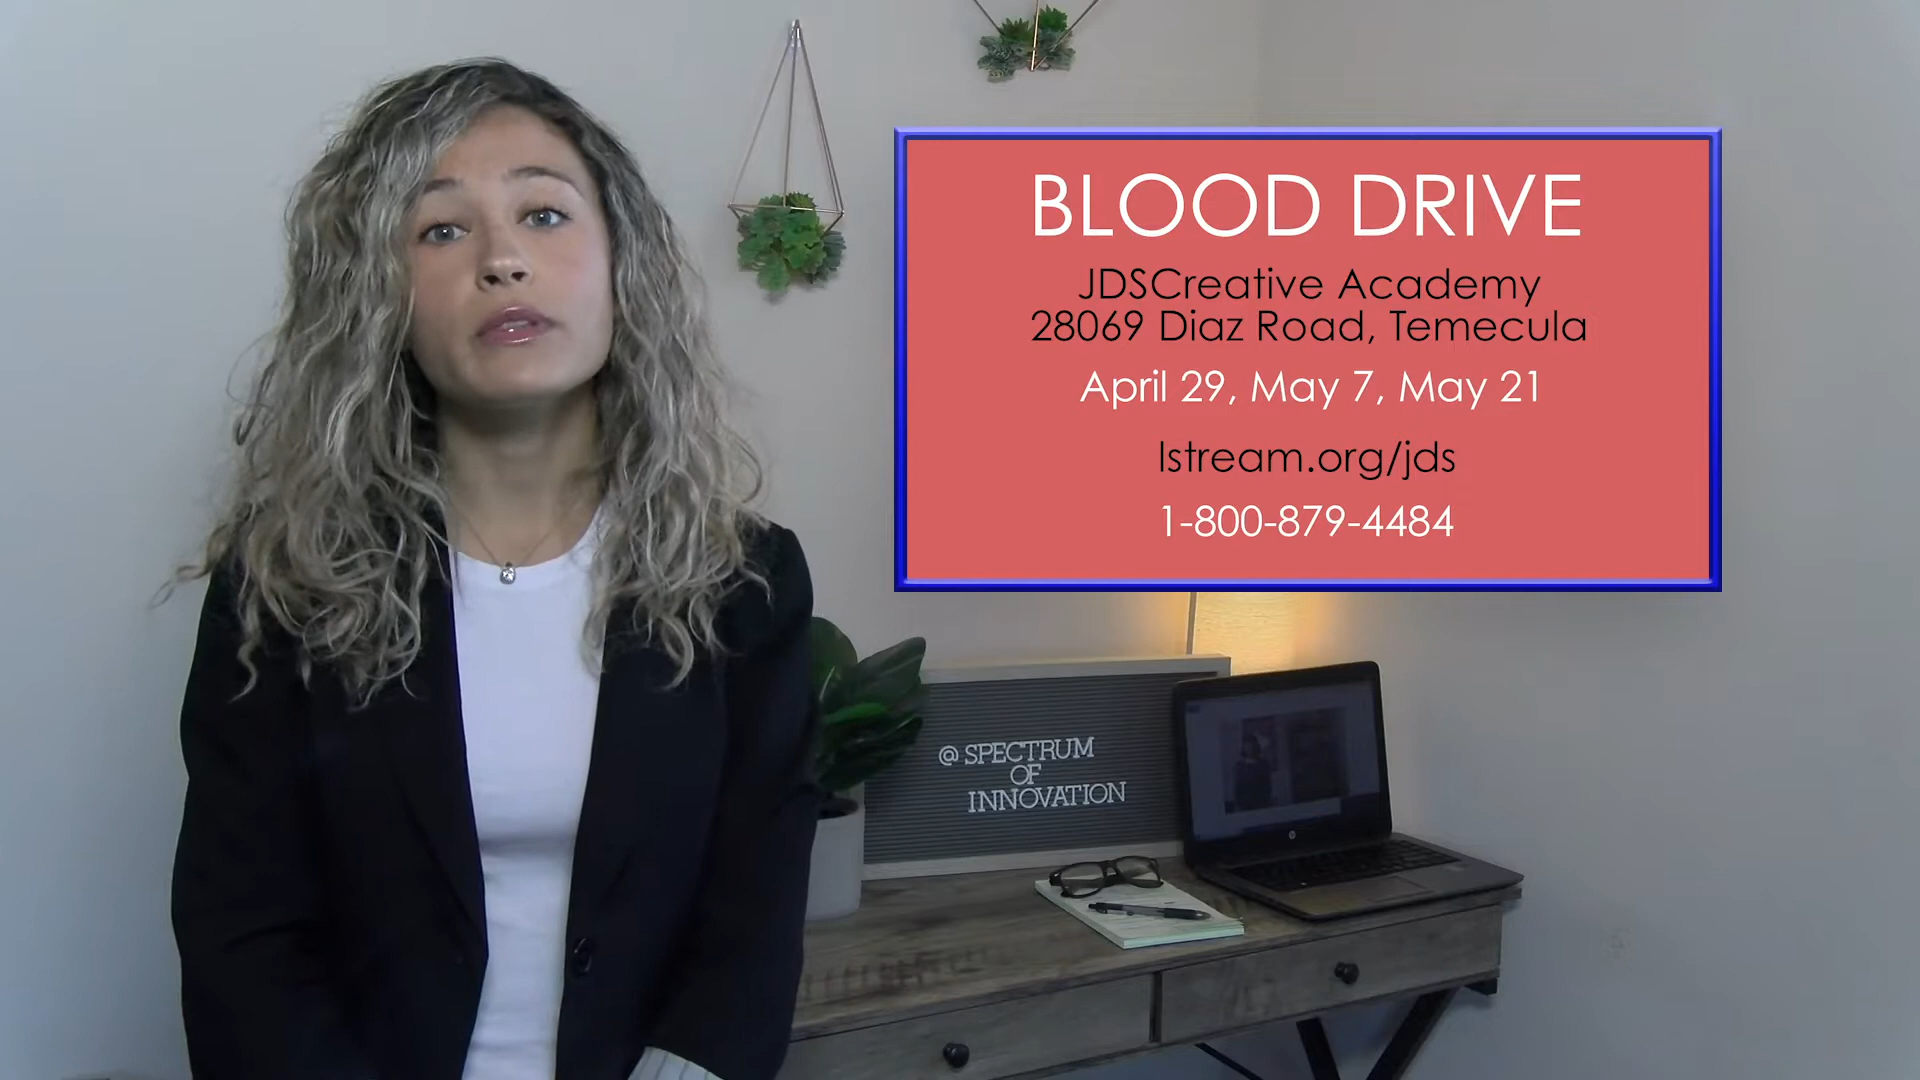 BLOOD DRIVE
JDSCreative Academy
28069 Diaz Road, Temecula
April 29, May 7, May 21
lstream.org/jds
1-800-879-4484
@ SPECTRUM
OF
INNOVATION